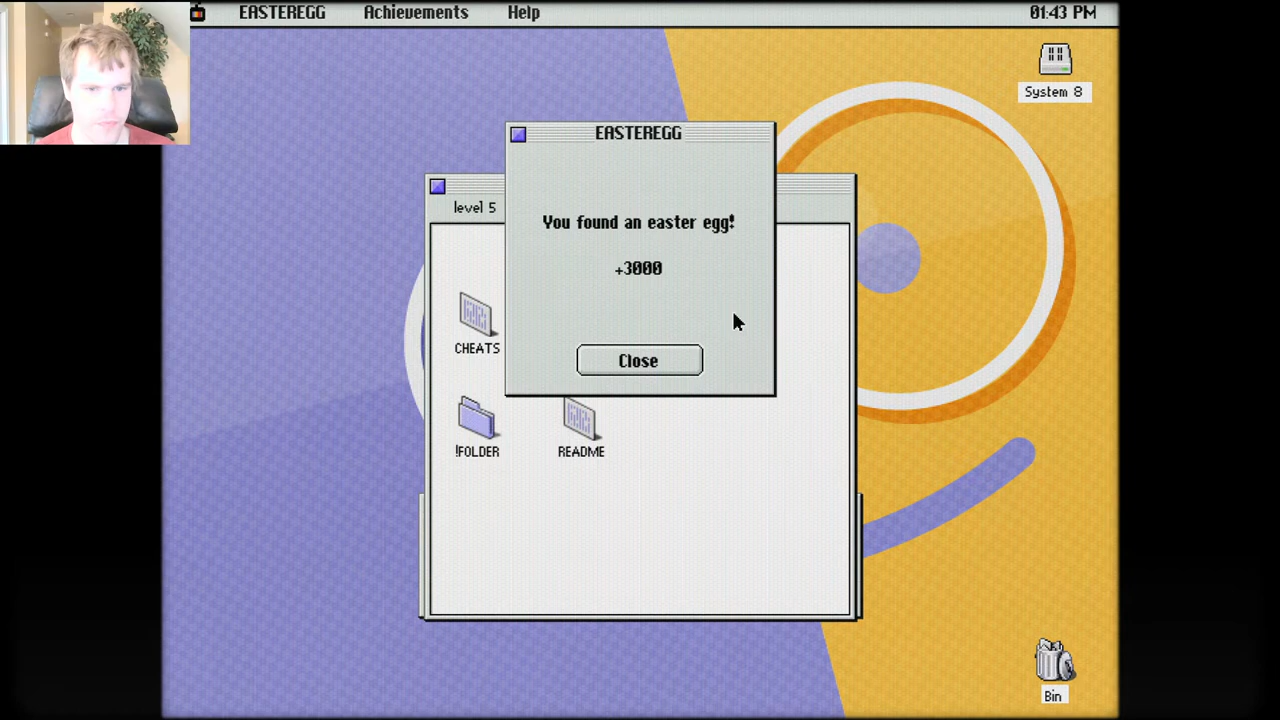 EASTEREGG Achievements Help 01:43 PM
System 8
EASTEREGG
level 5
You found an easter egg!
+3000
CHEATS
Close
!FOLDER README
Bin